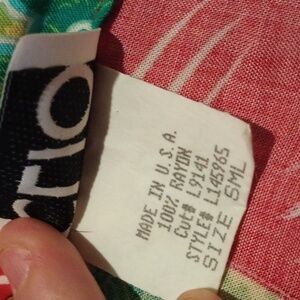 MADE IN U.S.A.
100% RAYON
Cut# L9141
STYLE# L145965
SIZE SML